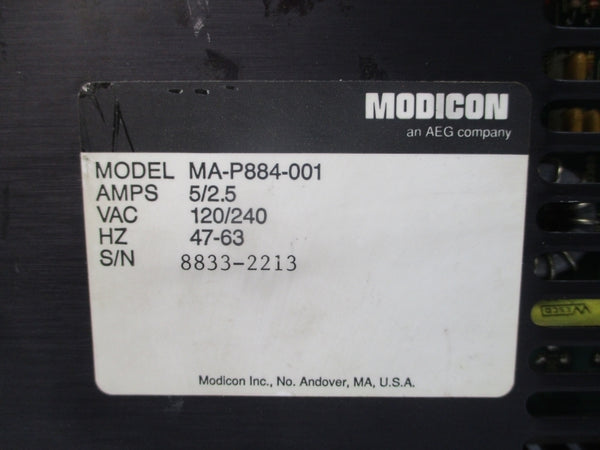 MODICON
an AEG company
MODEL MA-P884-001
AMPS 5/2.5
VAC 120/240
HZ 47-63
S/N 8833-2213
WESCO
Modicon Inc., No. Andover, MA, U.S.A.